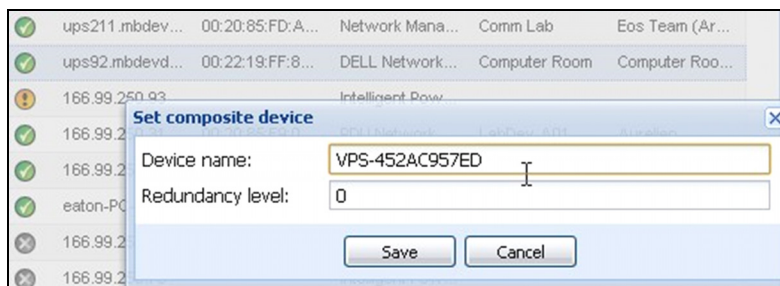 ups211.mbdev... 00:20:85:FD:A... Network Mana... Comm Lab Eos Team (Ar...
ups92.mbdevd... 00:22:19:FF:8... DELL Network... Computer Room Computer Roo...
166.99.250.93 Intelligent Pow...
Set composite device
166.99.2
Device name: VPS-452AC957ED
166.99.2
Redundancy level: 0
eaton-PC
166.99.2
Save Cancel
166.99.2